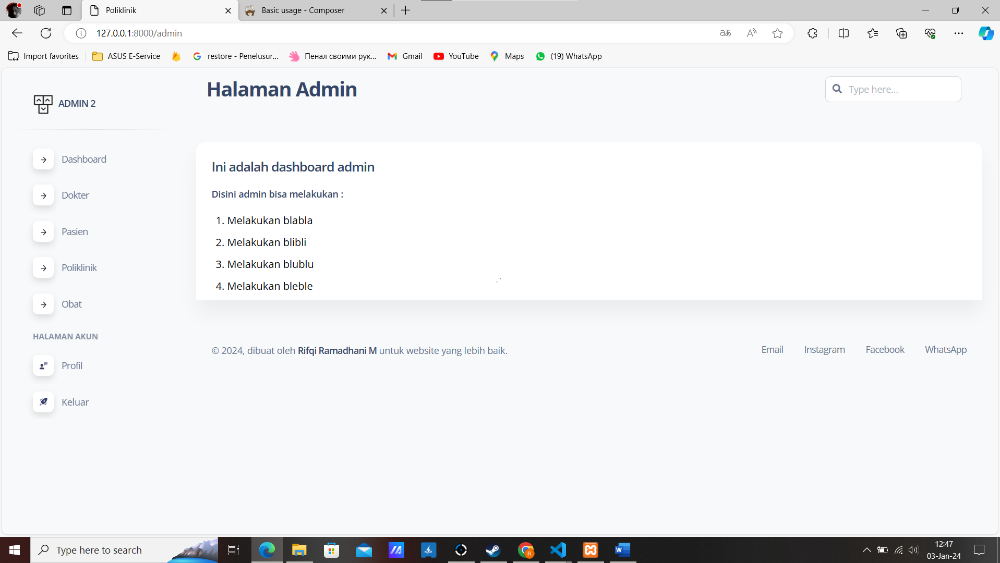 Poliklinik
Basic usage - Composer
127.0.0.1:8000/admin
Import favorites
ASUS E-Service
restore - Penelusur...
Пенал своими рук...
Gmail
YouTube
Maps
(19) WhatsApp
ADMIN 2
Halaman Admin
Type here...
Dashboard
Dokter
Pasien
Poliklinik
Obat
HALAMAN AKUN
Profil
Keluar
Ini adalah dashboard admin
Disini admin bisa melakukan :
1. Melakukan blabla
2. Melakukan blibli
3. Melakukan blublu
4. Melakukan bleble
© 2024, dibuat oleh Rifqi Ramadhani M untuk website yang lebih baik.
Email
Instagram
Facebook
WhatsApp
Type here to search
12:47
03-Jan-24